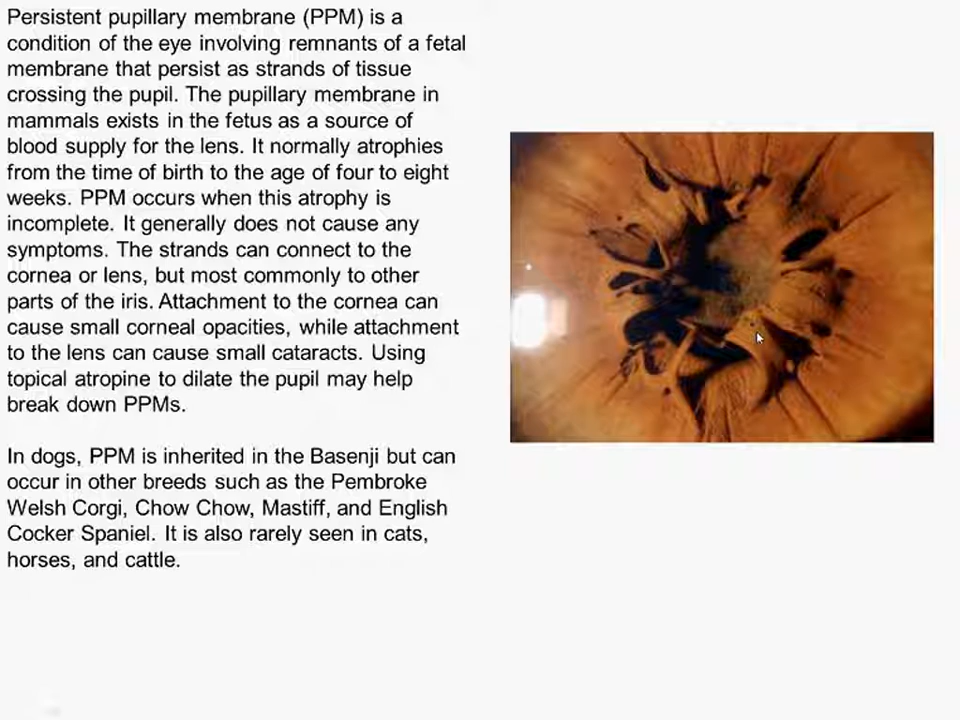 Persistent pupillary membrane (PPM) is a
condition of the eye involving remnants of a fetal
membrane that persist as strands of tissue
crossing the pupil. The pupillary membrane in
mammals exists in the fetus as a source of
blood supply for the lens. It normally atrophies
from the time of birth to the age of four to eight
weeks. PPM occurs when this atrophy is
incomplete. It generally does not cause any
symptoms. The strands can connect to the
cornea or lens, but most commonly to other
parts of the iris. Attachment to the cornea can
cause small corneal opacities, while attachment
to the lens can cause small cataracts. Using
topical atropine to dilate the pupil may help
break down PPMs.
In dogs, PPM is inherited in the Basenji but can
occur in other breeds such as the Pembroke
Welsh Corgi, Chow Chow, Mastiff, and English
Cocker Spaniel. It is also rarely seen in cats,
horses, and cattle.